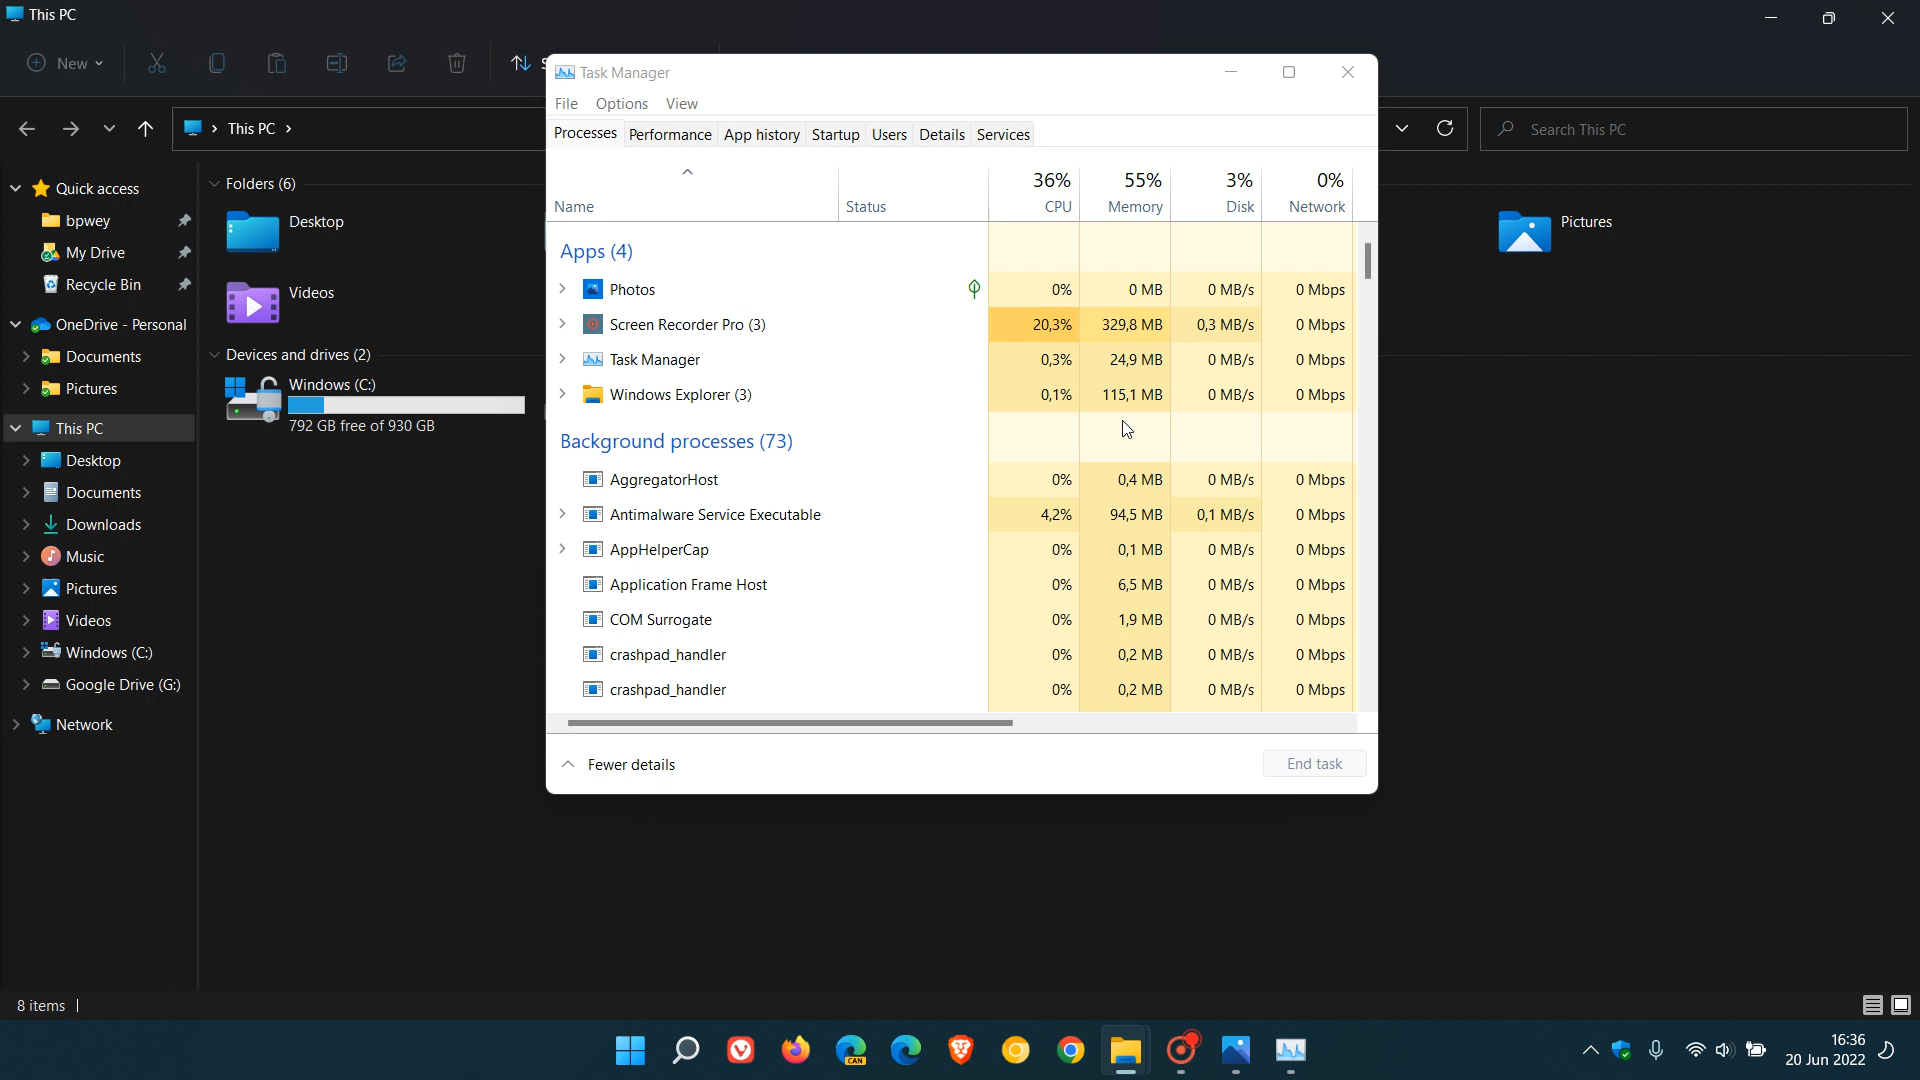 This PC
New
S
This PC
Search This PC
Quick access
bpwey
My Drive
Recycle Bin
OneDrive - Personal
Documents
Pictures
This PC
Desktop
Documents
Downloads
Music
Pictures
Videos
Windows (C:)
Google Drive (G:)
Network
Folders (6)
Desktop
Videos
Pictures
Devices and drives (2)
Windows (C:)
792 GB free of 930 GB
Task Manager
File Options View
Processes Performance App history Startup Users Details Services
36% 55% 3% 0%
Name Status CPU Memory Disk Network
Apps (4)
Photos 0% 0 MB 0 MB/s 0 Mbps
Screen Recorder Pro (3) 20,3% 329,8 MB 0,3 MB/s 0 Mbps
Task Manager 0,3% 24,9 MB 0 MB/s 0 Mbps
Windows Explorer (3) 0,1% 115,1 MB 0 MB/s 0 Mbps
Background processes (73)
AggregatorHost 0% 0,4 MB 0 MB/s 0 Mbps
Antimalware Service Executable 4,2% 94,5 MB 0,1 MB/s 0 Mbps
AppHelperCap 0% 0,1 MB 0 MB/s 0 Mbps
Application Frame Host 0% 6,5 MB 0 MB/s 0 Mbps
COM Surrogate 0% 1,9 MB 0 MB/s 0 Mbps
crashpad_handler 0% 0,2 MB 0 MB/s 0 Mbps
crashpad_handler 0% 0,2 MB 0 MB/s 0 Mbps
Fewer details End task
8 items
CAN
16:36
20 Jun 2022